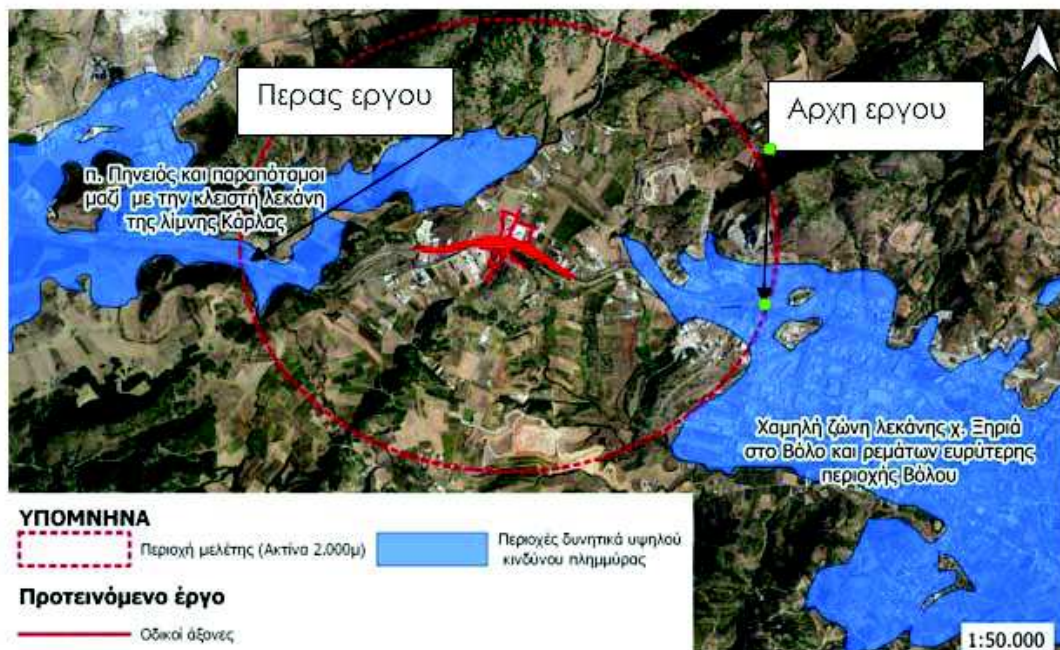 Περας εργου
Αρχη εργου
π. Πηνειός και παραπόταμοι
μαζί με την κλειστή λεκάνη
της λίμνης Κάρλας
Χαμηλή ζώνη λεκάνης χ. Ξηριά
στο Βόλο και ρεμάτων ευρύτερης
περιοχής Βόλου
ΥΠΟΜΝΗΝΑ
Περιοχή μελέτης (Ακτίνα 2.000μ)
Περιοχές δυνητικά υψηλού
κινδύνου πλημμύρας
Προτεινόμενο έργο
Οδικοί άξονες
1:50.000